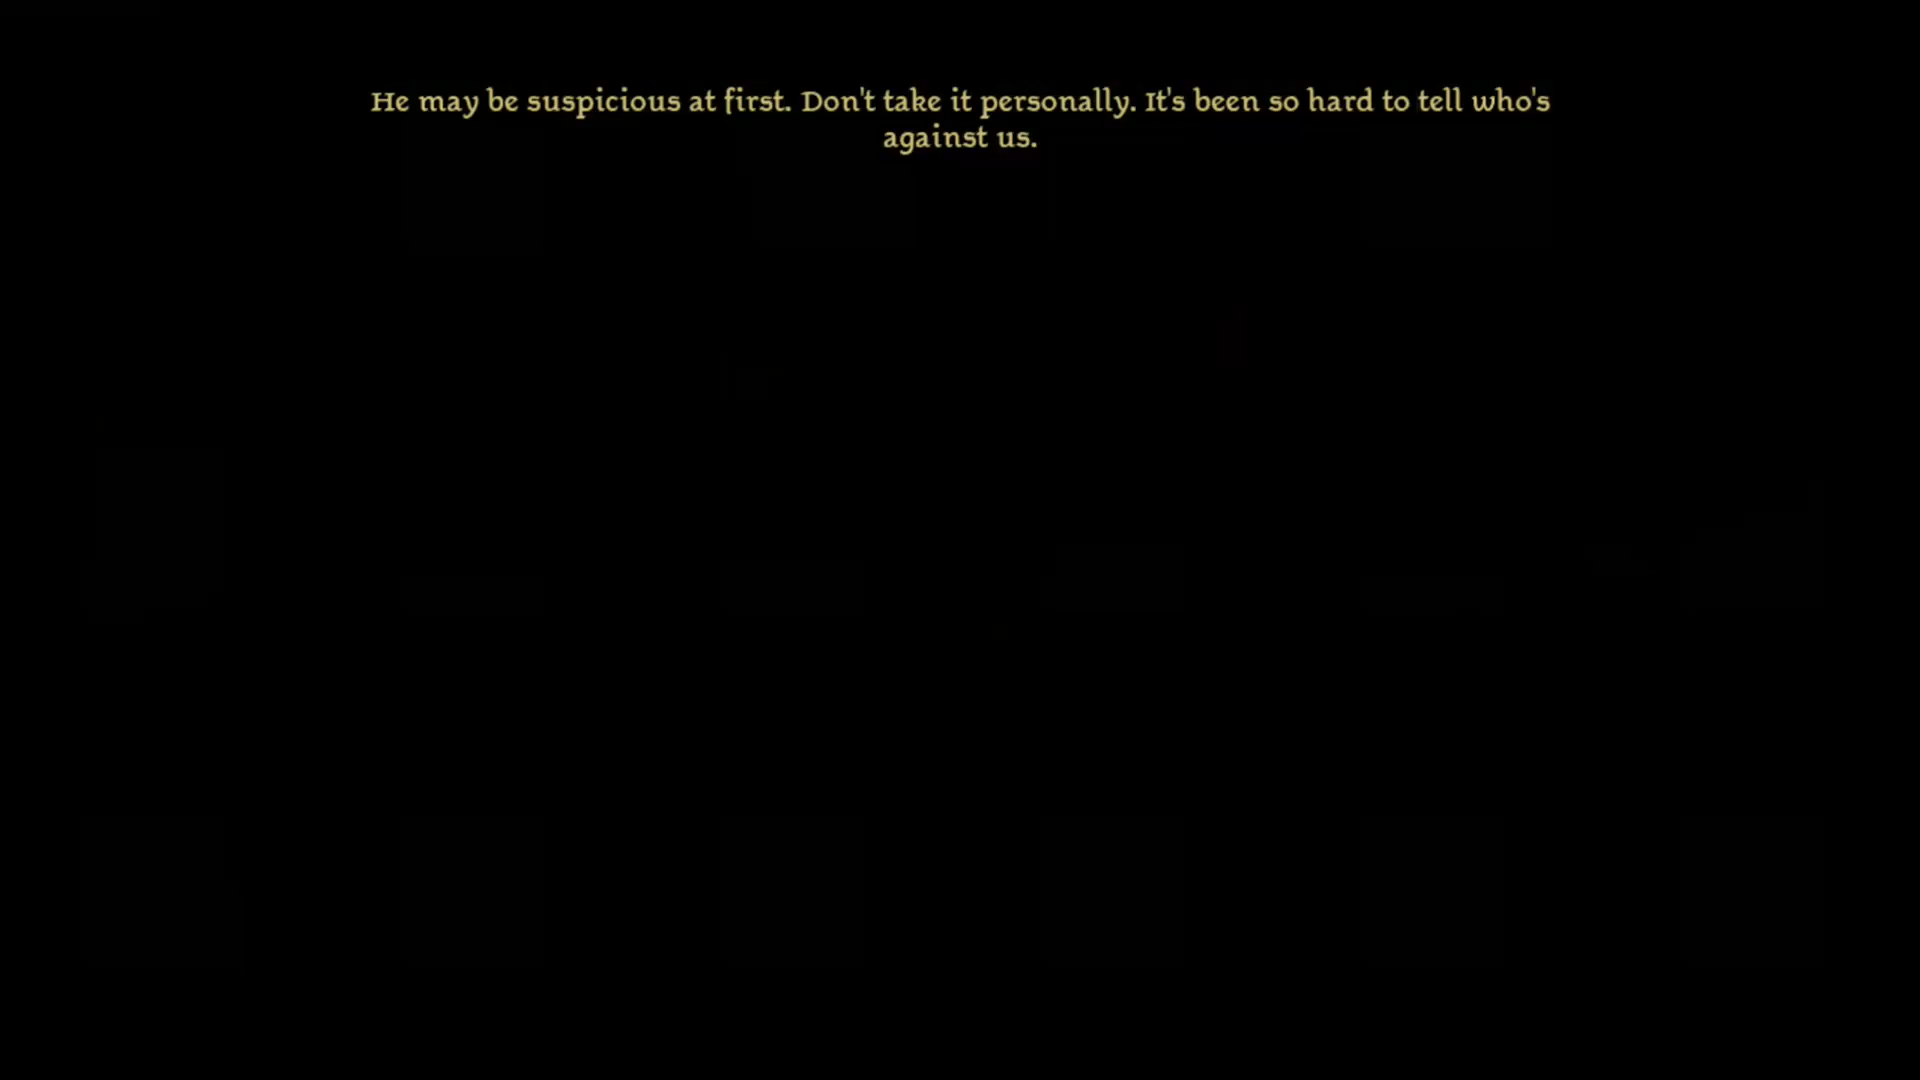 He may be suspicious at first. Don't take it personally. It's been so hard to tell who's
against us.